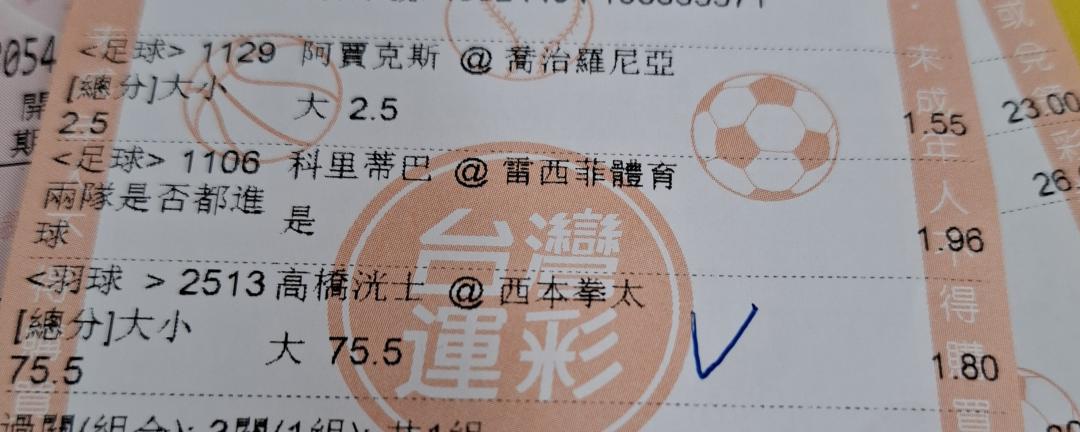 <足球> 1129 阿賈克斯 @ 喬治羅尼亞
[總分]大小
大 2.5
2.5
1.55
<足球> 1106 科里蒂巴 @ 雷西菲體育
兩隊是否都進
是
球
1.96
<羽球 > 2513 高橋洸士 @ 西本拳太
[總分]大小
大 75.5
75.5
1.80
台灣
運彩
未成年人不得購買
2054
開
期
23.00